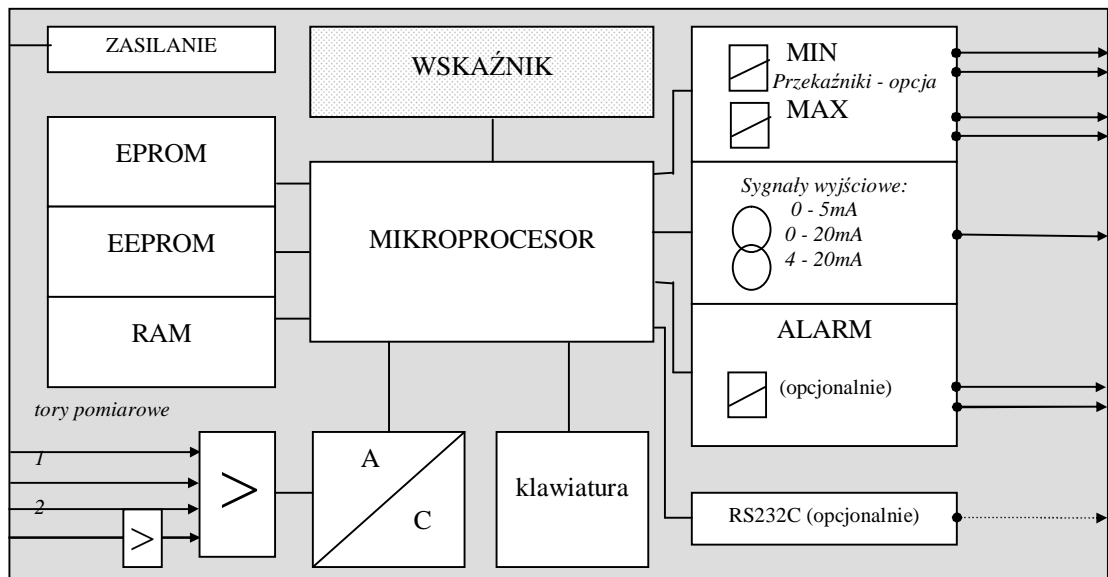 ZASILANIE
WSKAŹNIK
MIN
Przekaźniki - opcja
MAX
EPROM
EEPROM
RAM
MIKROPROCESOR
Sygnały wyjściowe:
0 - 5mA
0 - 20mA
4 - 20mA
ALARM
(opcjonalnie)
tory pomiarowe
1
2
>
>
A
C
klawiatura
RS232C (opcjonalnie)